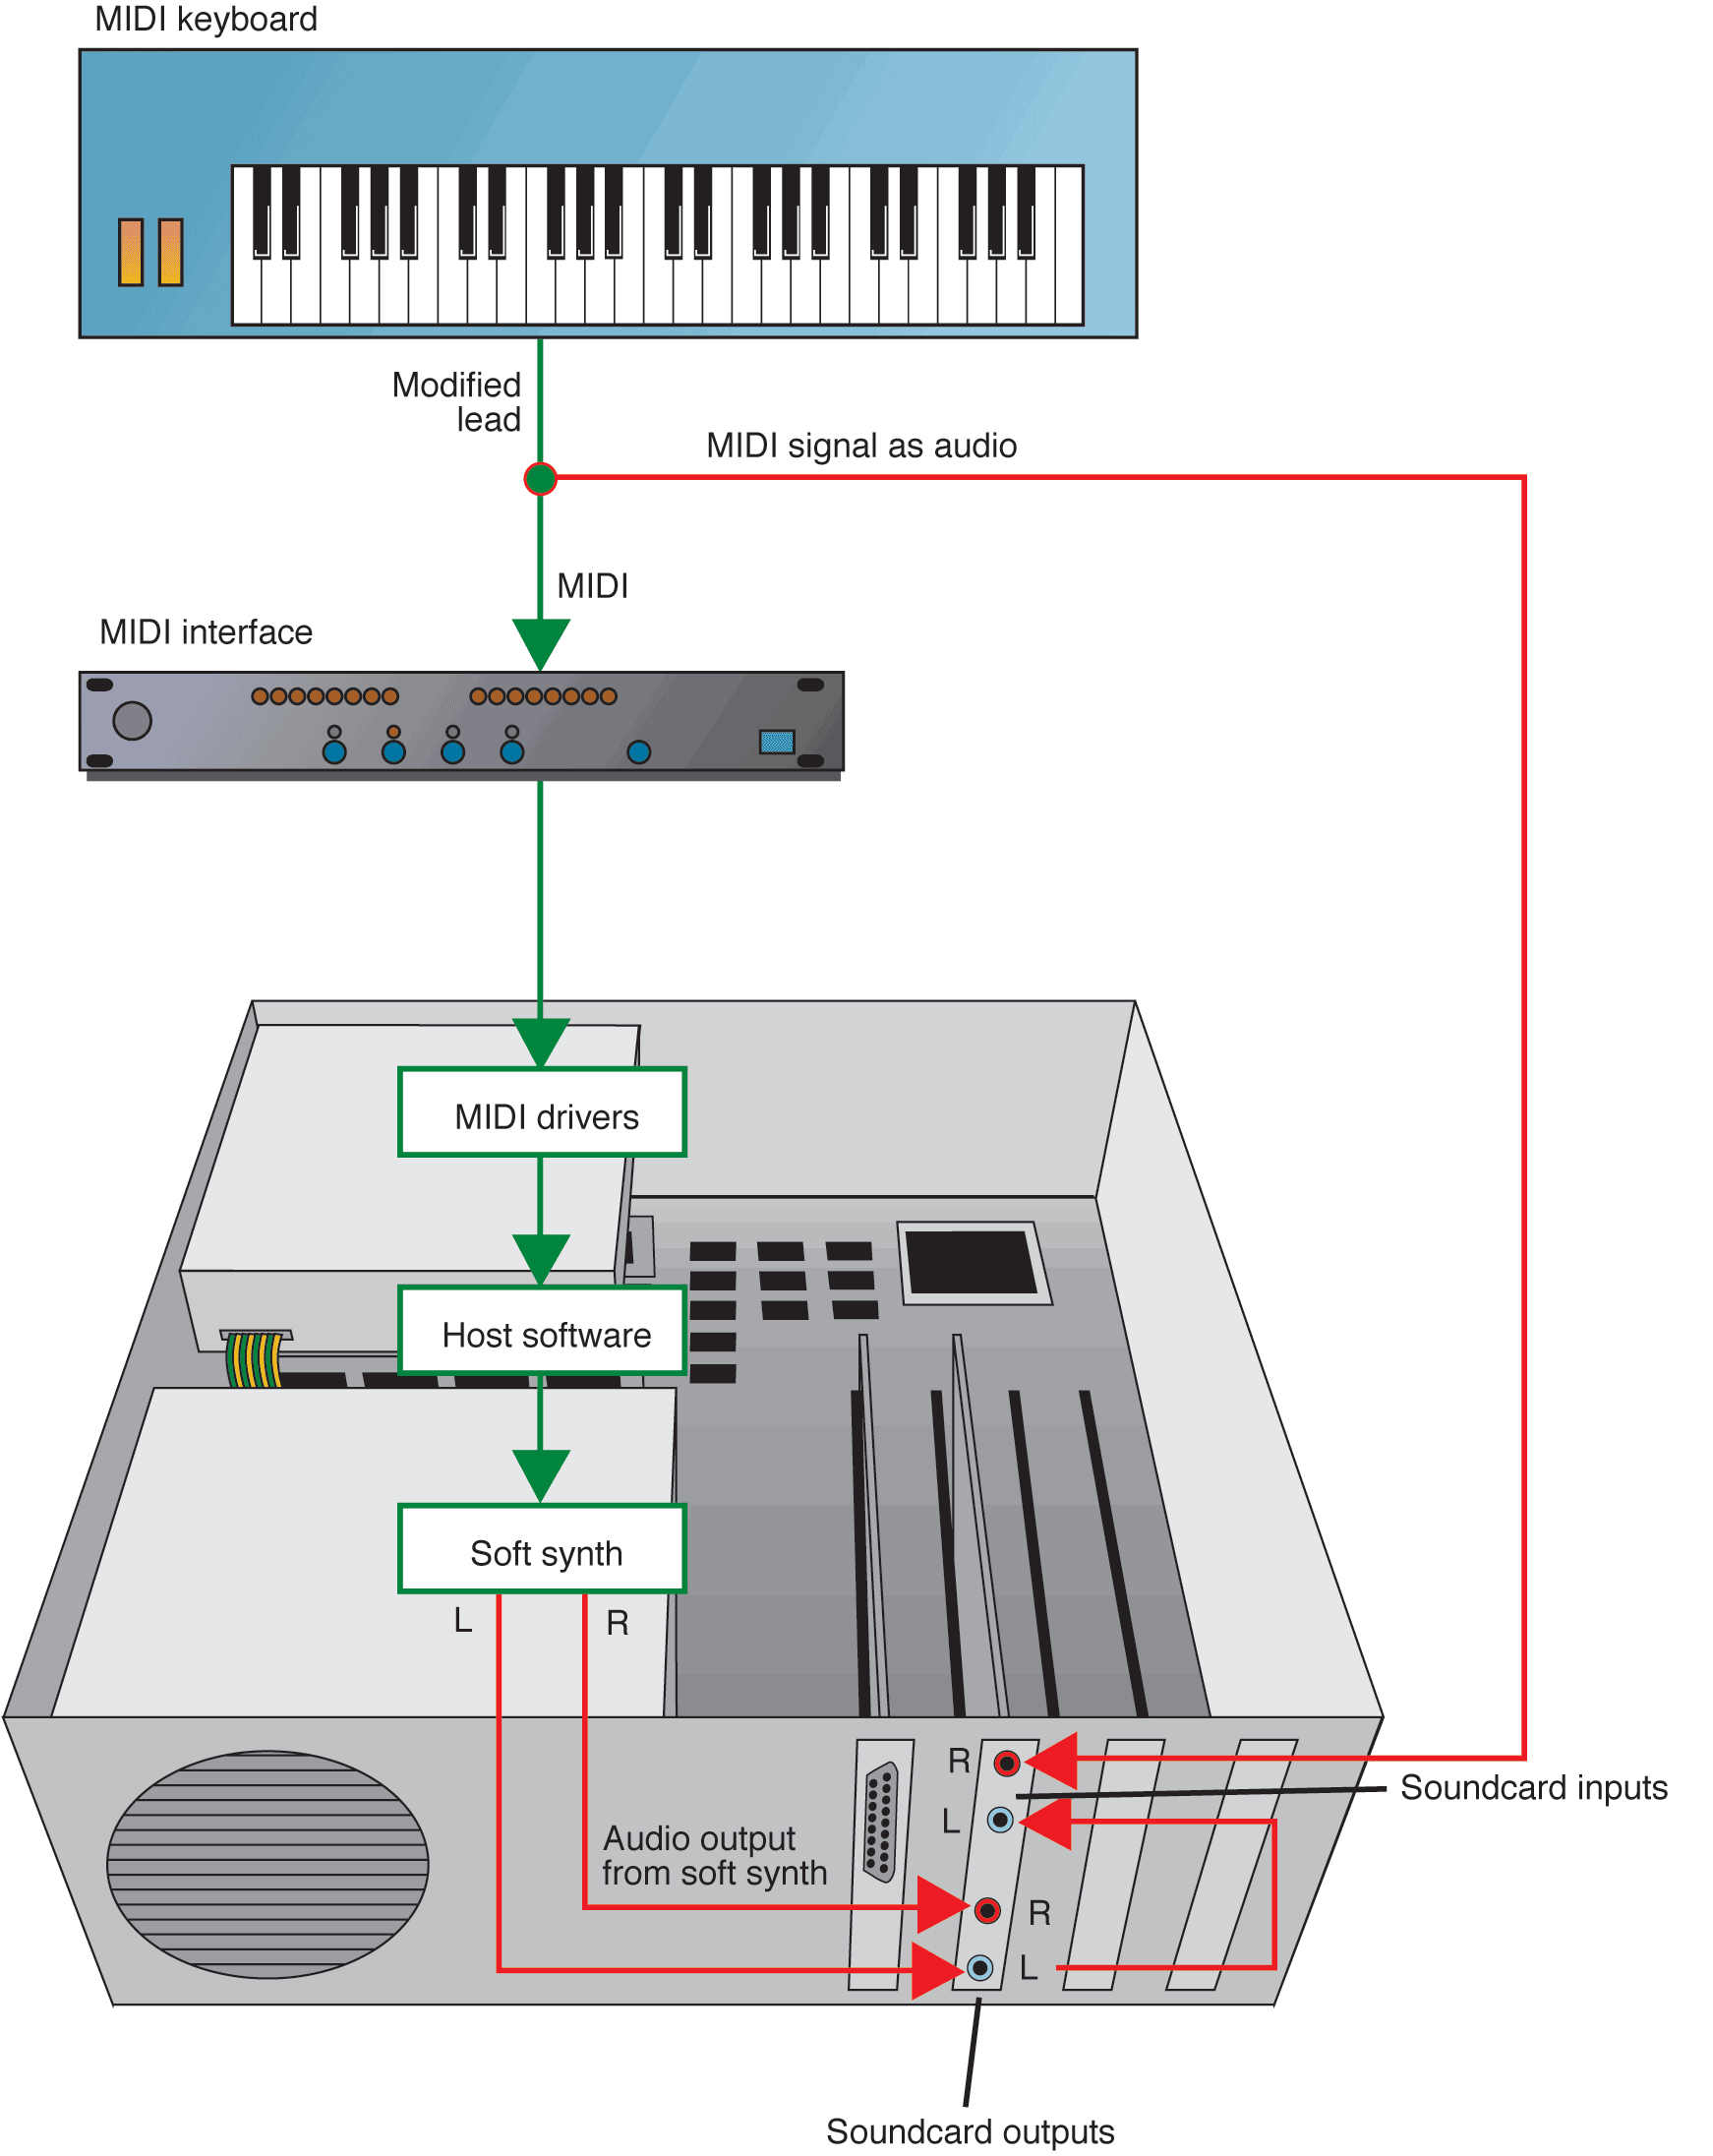 MIDI keyboard
Modified
lead
MIDI signal as audio
MIDI
MIDI interface
MIDI drivers
Host software
Soft synth
L
R
R
Soundcard inputs
L
Audio output
from soft synth
R
L
Soundcard outputs